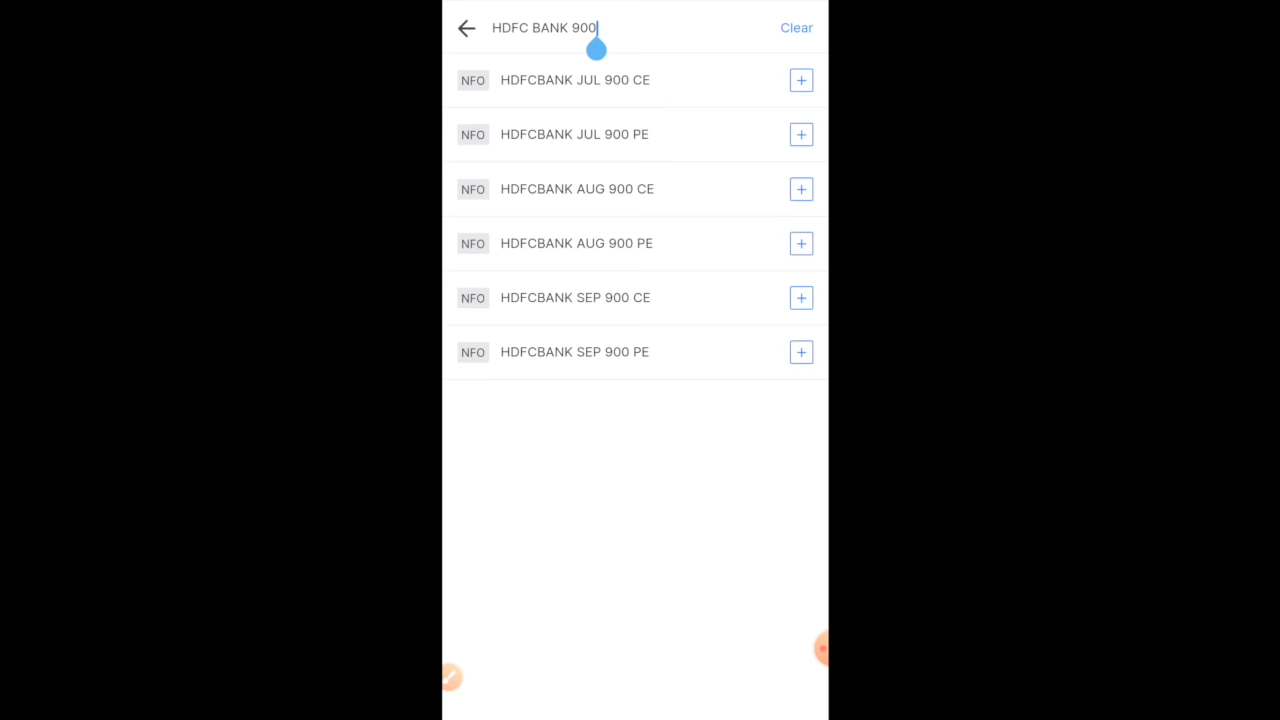 HDFC BANK 900 Clear
NFO HDFCBANK JUL 900 CE
NFO HDFCBANK JUL 900 PE
NFO HDFCBANK AUG 900 CE
NFO HDFCBANK AUG 900 PE
NFO HDFCBANK SEP 900 CE
NFO HDFCBANK SEP 900 PE